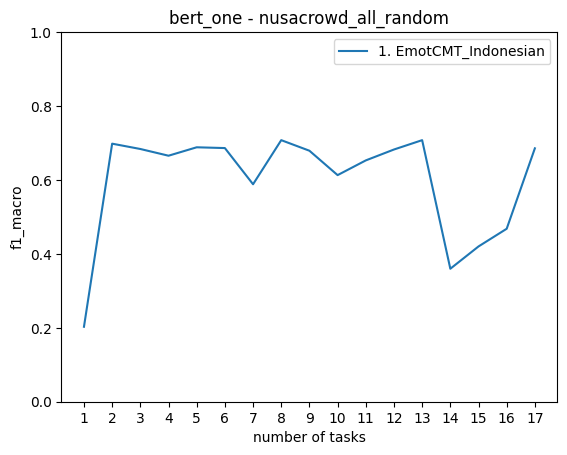 bert_one - nusacrowd_all_random
1. EmotCMT_Indonesian
1.0
0.8
0.6
0.4
0.2
0.0
f1_macro
1 2 3 4 5 6 7 8 9 10 11 12 13 14 15 16 17
number of tasks